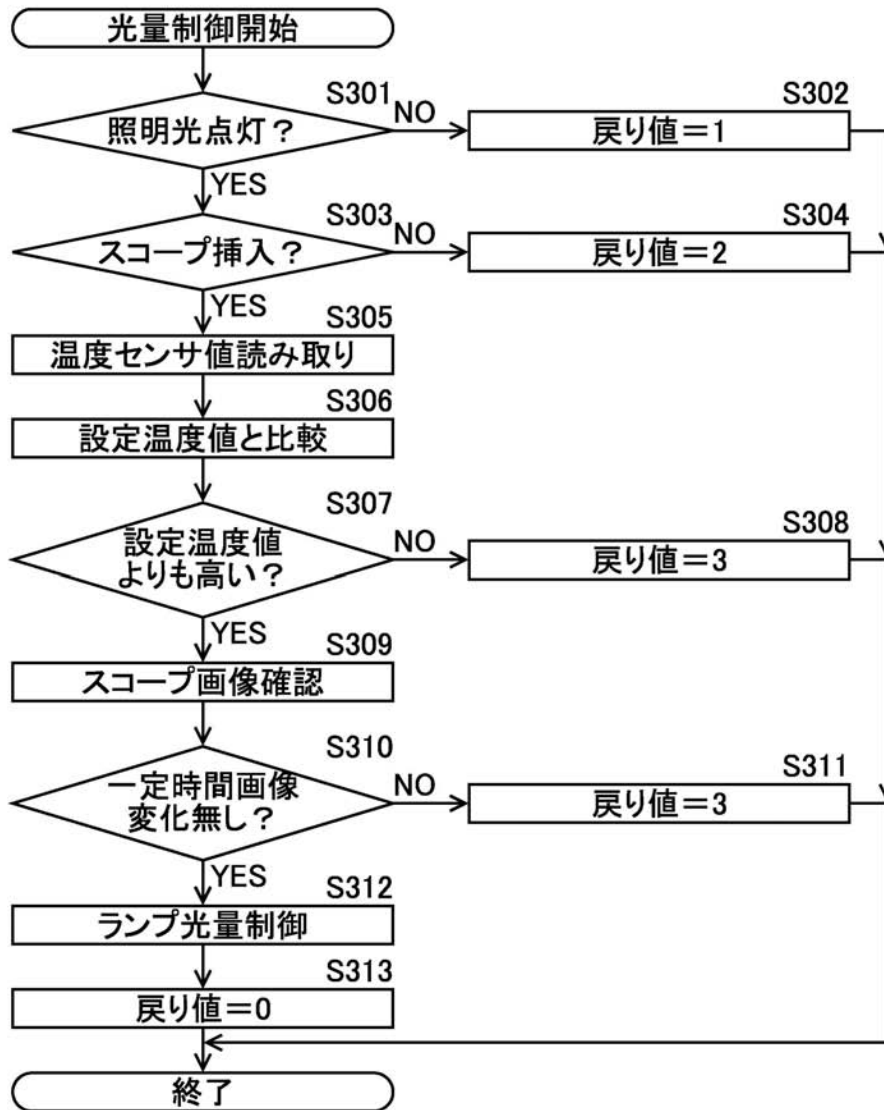 光量制御開始
S301
照明光点灯?
NO
S302
戻り値=1
YES
S303
スコープ挿入?
NO
S304
戻り値=2
YES
S305
温度センサ値読み取り
S306
設定温度値と比較
S307
設定温度値
よりも高い?
NO
S308
戻り値=3
YES
S309
スコープ画像確認
S310
一定時間画像
変化無し?
NO
S311
戻り値=3
YES
S312
ランプ光量制御
S313
戻り値=0
終了